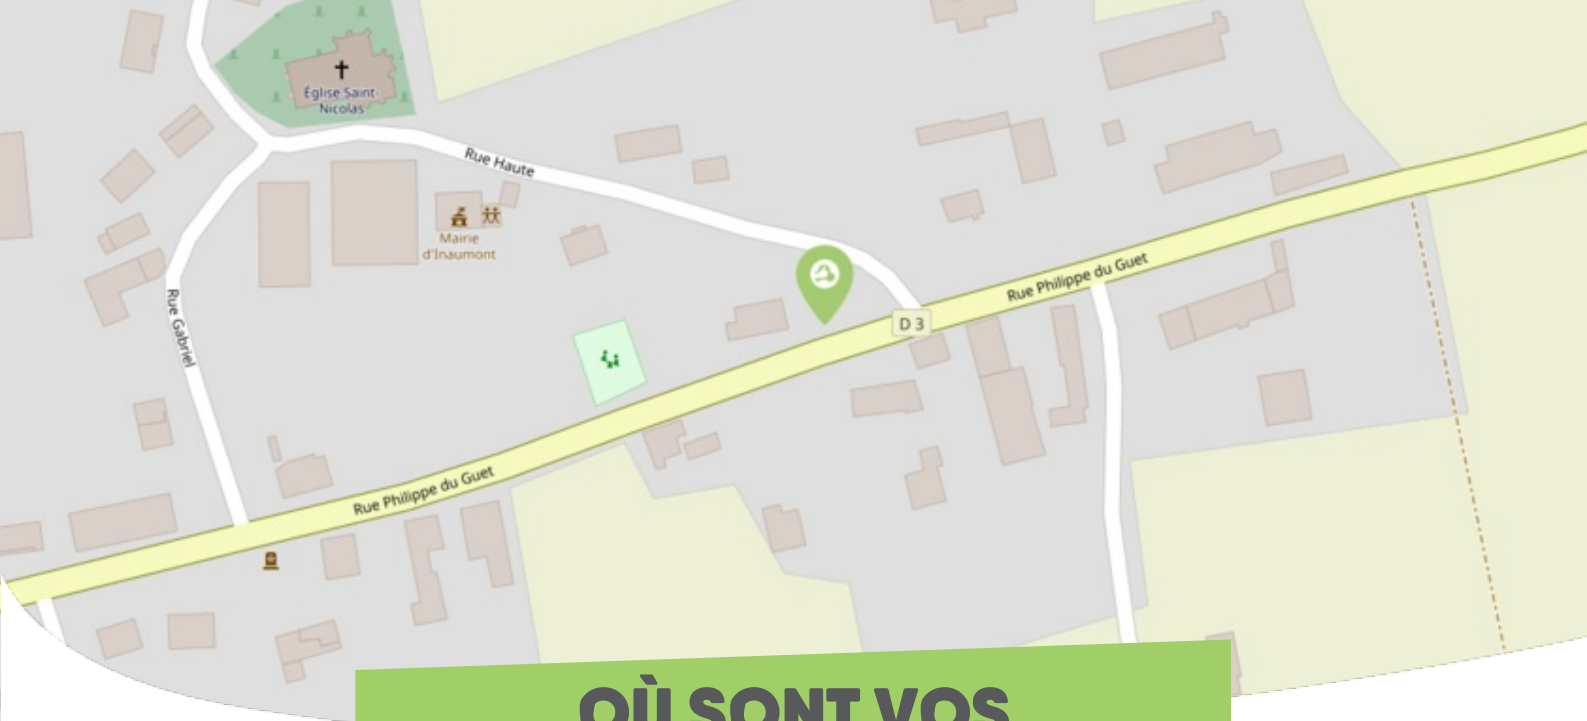 Église Saint-
Nicolas
Rue Haute
Mairie
d'Inaumont
Rue Philippe du Guet
Rue Gabriel
D 3
Rue Philippe du Guet
OÙ SONT VOS